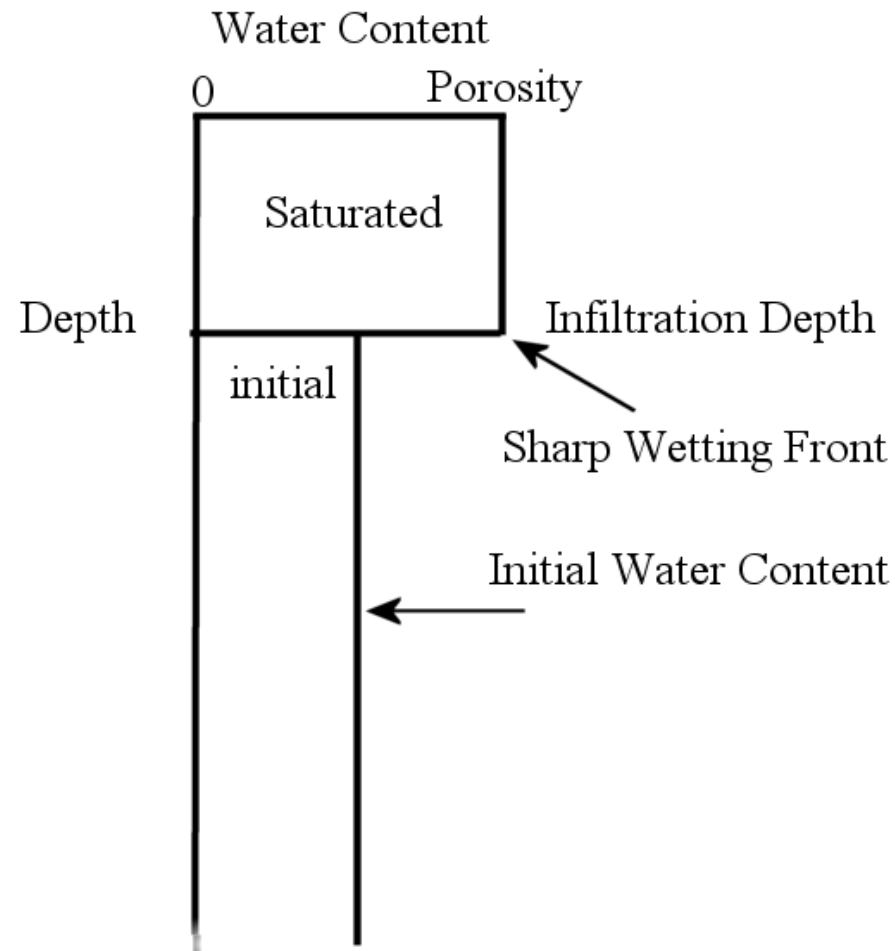 Water Content
0
Porosity
Saturated
Depth
Infiltration Depth
initial
Sharp Wetting Front
Initial Water Content